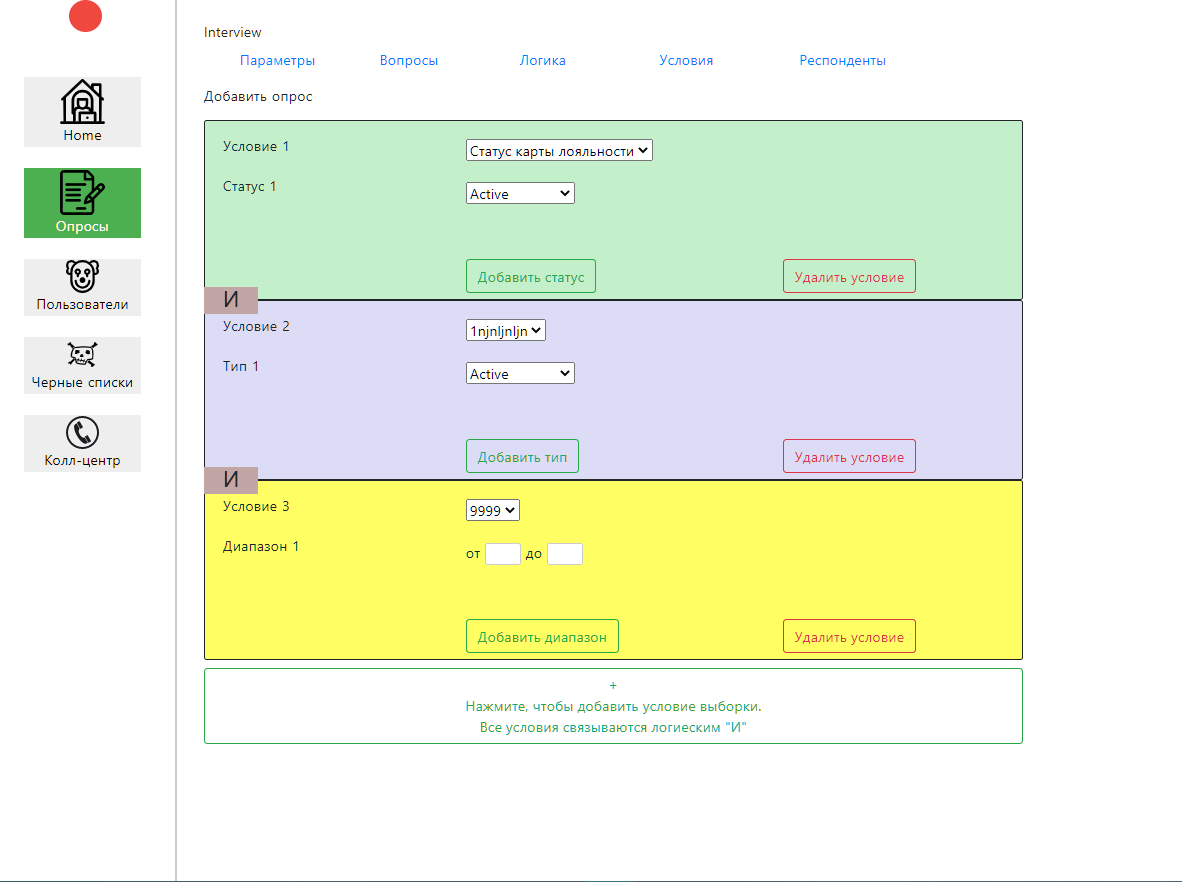 Home
Опросы
Пользователи
Черные списки
Колл-центр
Interview
Параметры Вопросы Логика Условия Респонденты
Добавить опрос
Условие 1 Статус карты лояльности
Статус 1 Active
Добавить статус Удалить условие
И
Условие 2 1njnljnljn
Тип 1 Active
Добавить тип Удалить условие
И
Условие 3 9999
Диапазон 1 от до
Добавить диапазон Удалить условие
+
Нажмите, чтобы добавить условие выборки.
Все условия связываются логиеским "И"